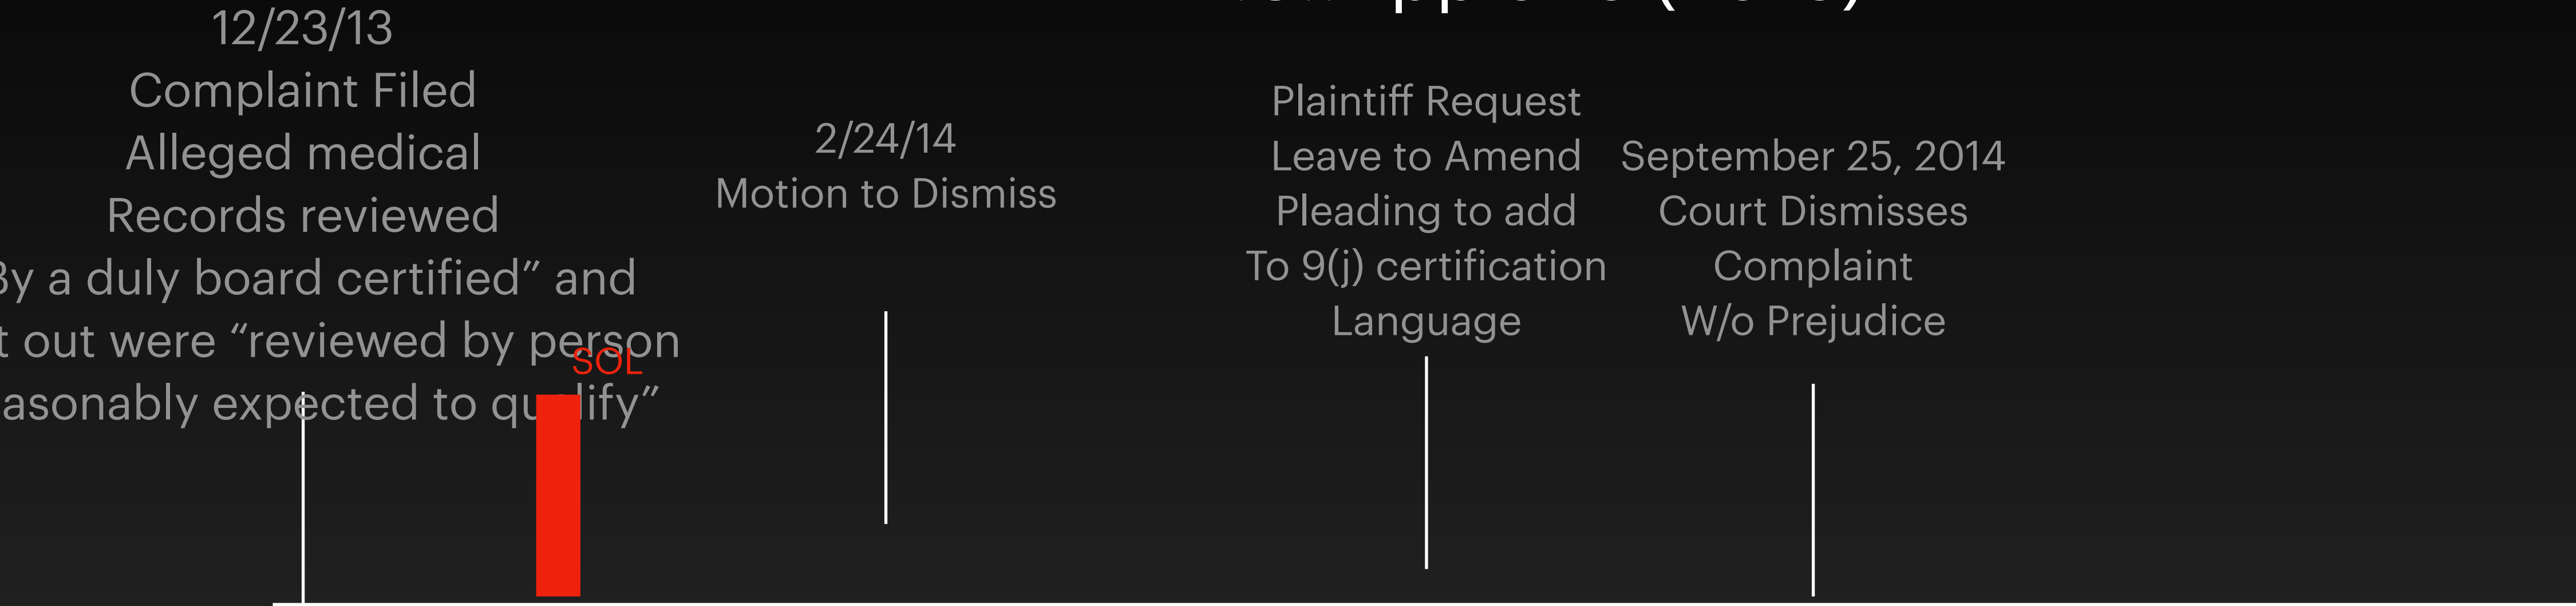 12/23/13
Complaint Filed
Alleged medical
Records reviewed
By a duly board certified” and
out were “reviewed by person
expected to qualify”
SOL
2/24/14
Motion to Dismiss
Plaintiff Request
Leave to Amend
Pleading to add
To 9(j) certification
Language
September 25, 2014
Court Dismisses
Complaint
W/o Prejudice